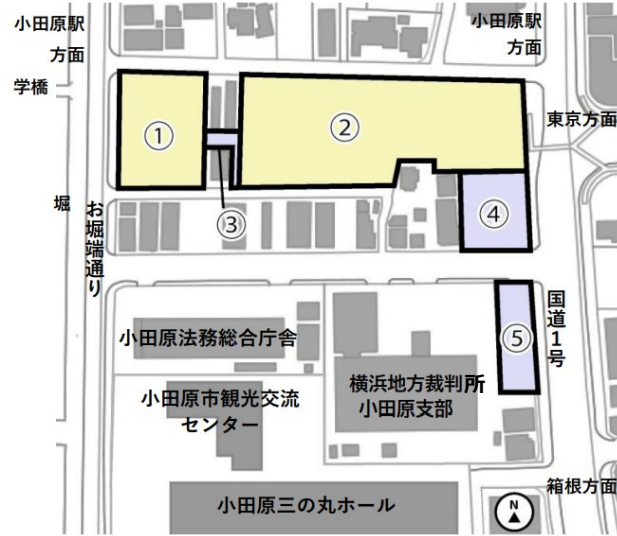 小田原駅
方面
小田原駅
方面
学橋
①
②
東京方面
堀
お堀端通り
③
④
小田原法務総合庁舎
国道1号
⑤
横浜地方裁判所
小田原支部
小田原市観光交流
センター
箱根方面
小田原三の丸ホール
N